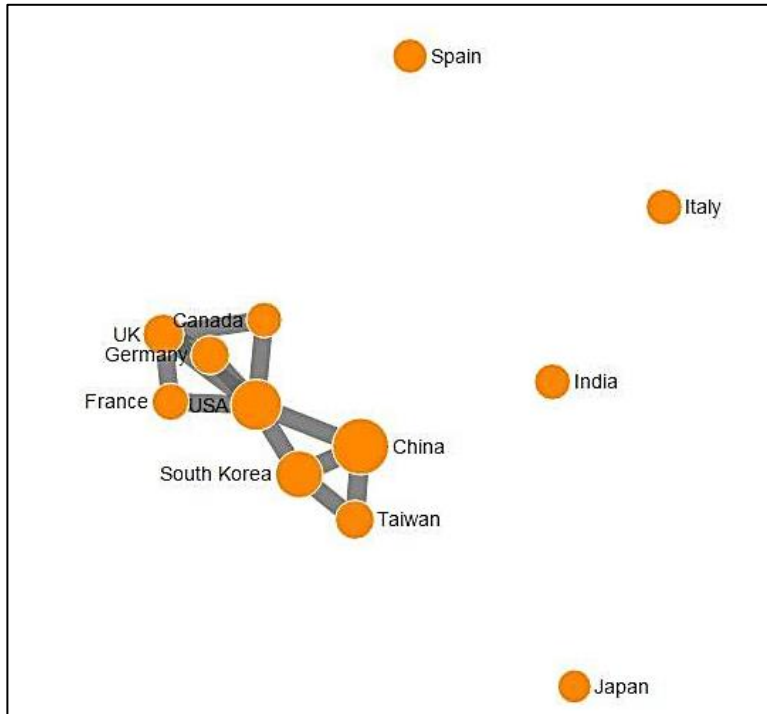 Spain
Italy
Canada
UK
Germany
India
France
USA
China
South Korea
Taiwan
Japan